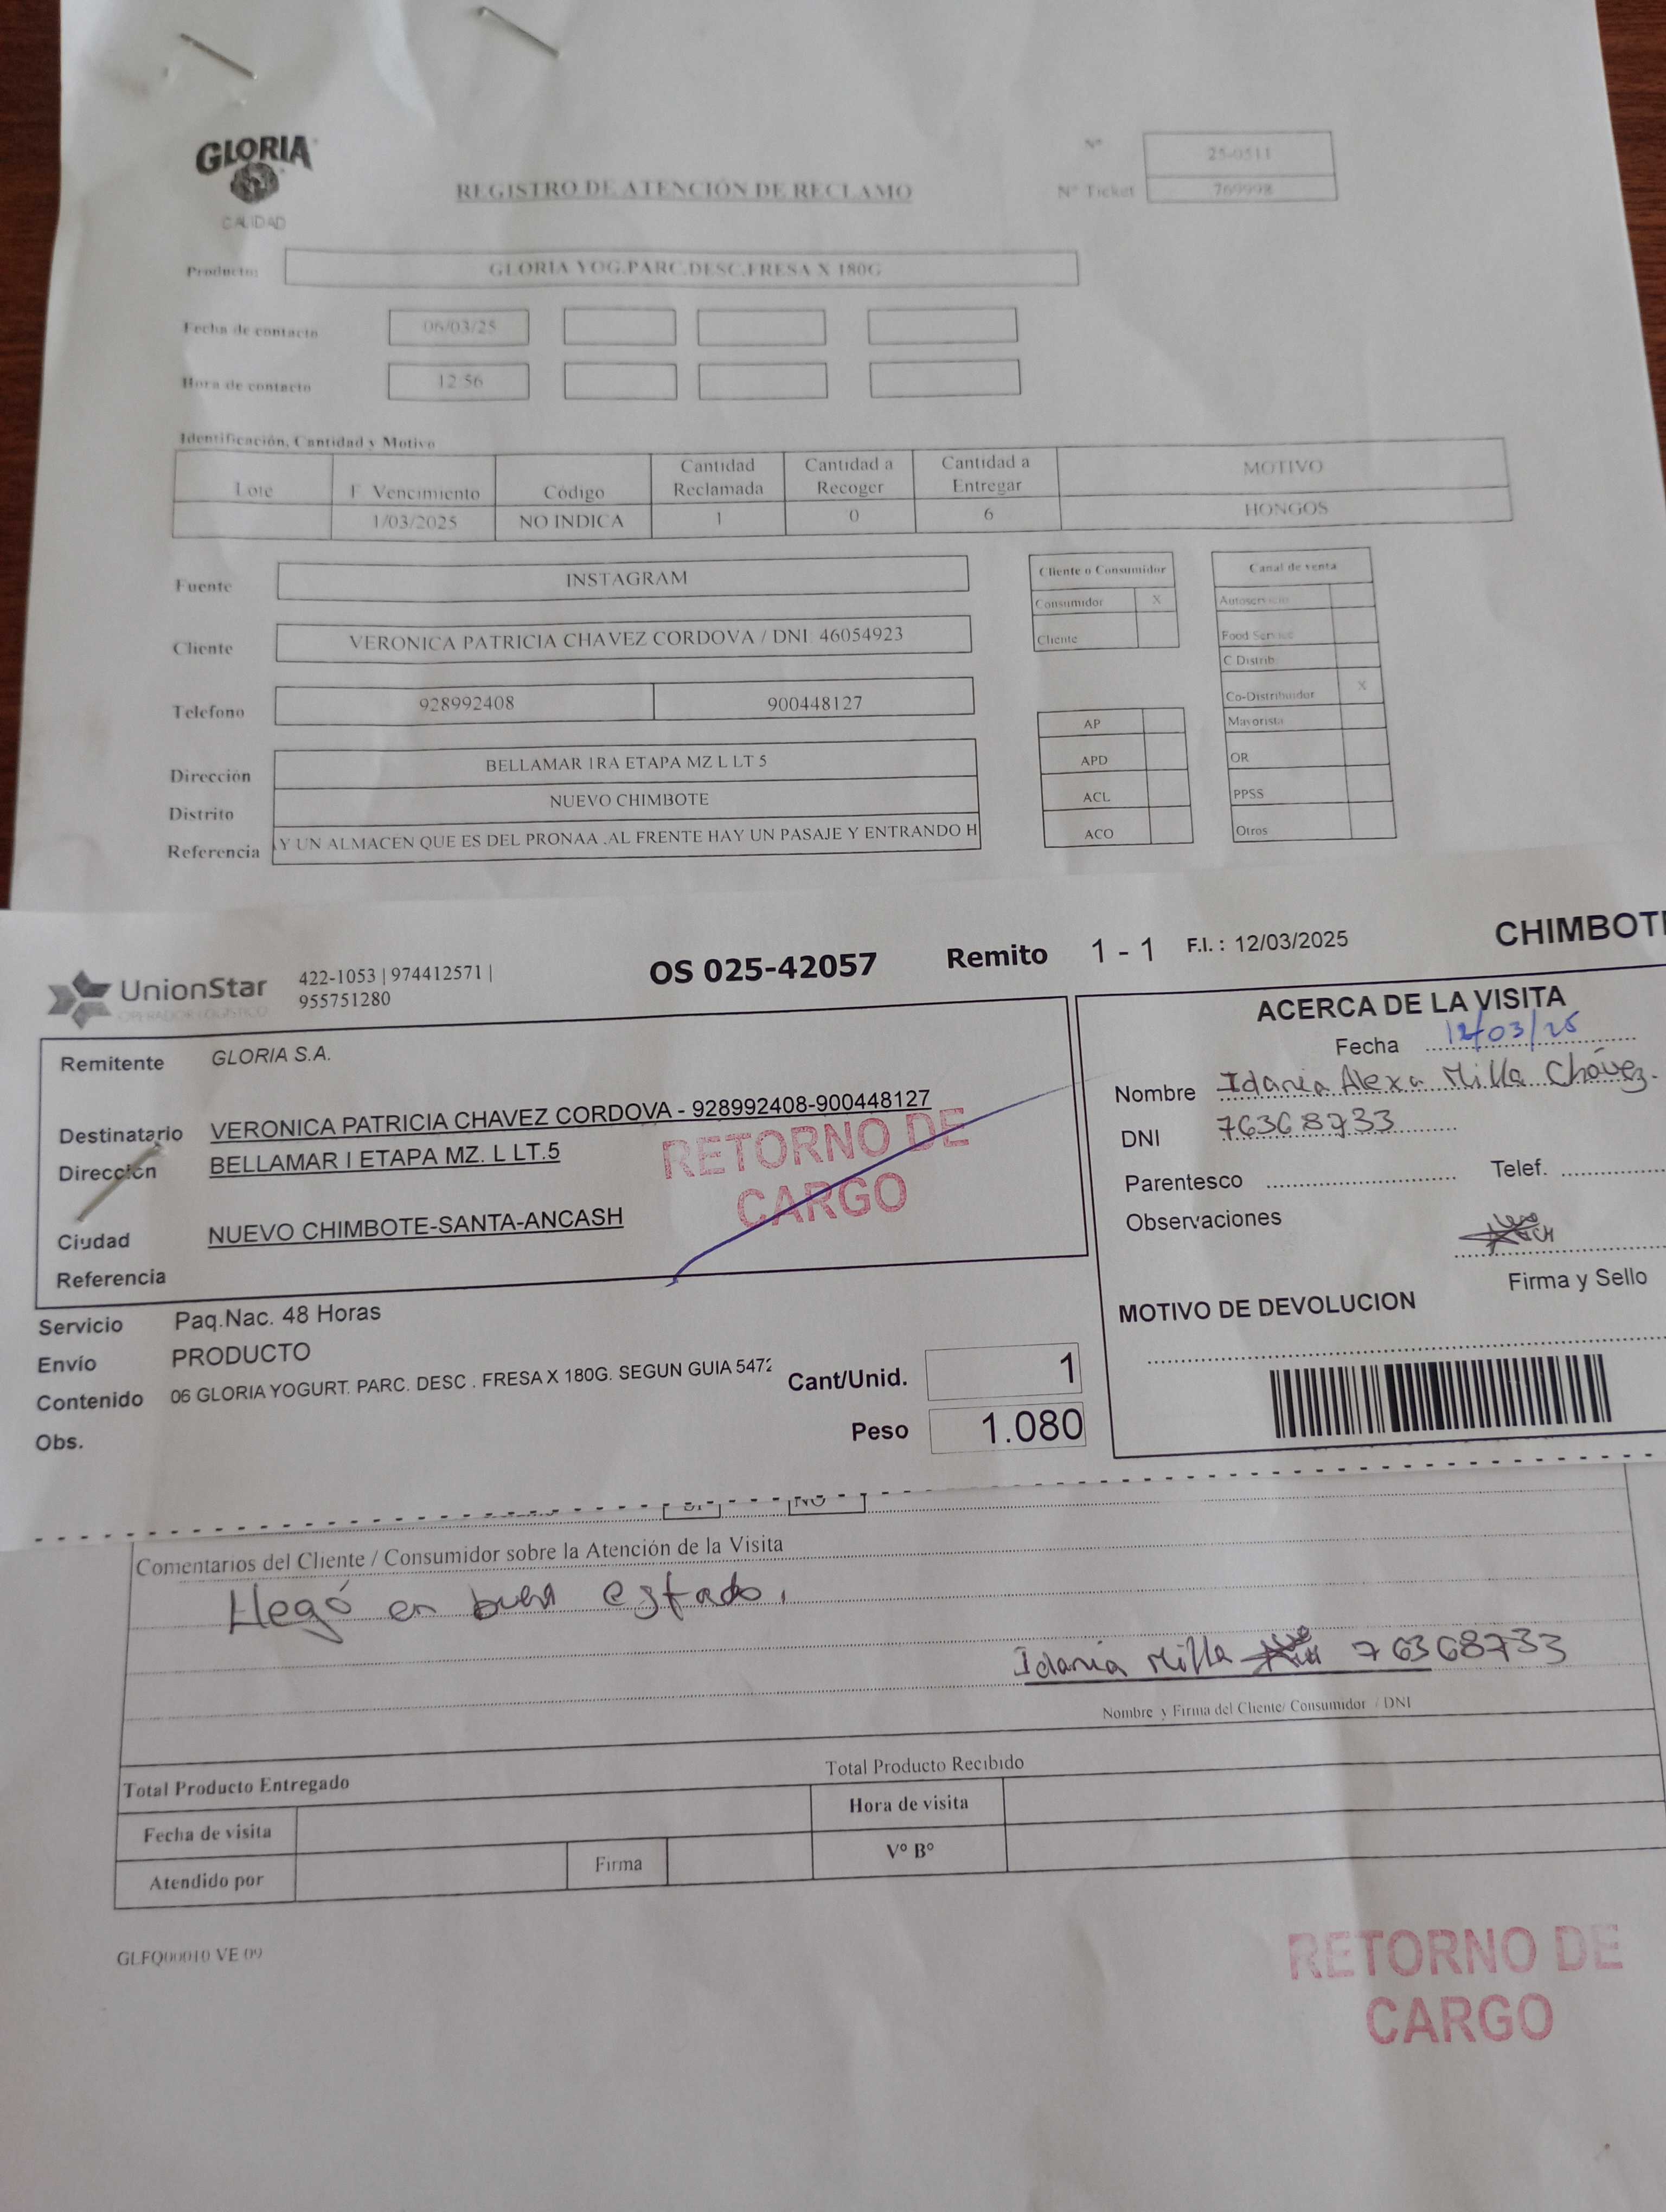 GLORIA
CALIDAD
REGISTRO DE ATENCIÓN DE RECLAMO
Nº 25-0511
Nº Ticket 769998
Producto: GLORIA YOG.PARC.DESC.FRESA X 180G
Fecha de contacto 06/03/25
Hora de contacto 12:56
Identificación, Cantidad y Motivo
Lote F. Vencimiento Código Cantidad Reclamada Cantidad a Recoger Cantidad a Entregar MOTIVO
1/03/2025 NO INDICA 1 0 6 HONGOS
Fuente INSTAGRAM
Cliente VERONICA PATRICIA CHAVEZ CORDOVA / DNI: 46054923
Telefono 928992408 900448127
Dirección BELLAMAR 1RA ETAPA MZ L LT 5
Distrito NUEVO CHIMBOTE
Referencia Y UN ALMACEN QUE ES DEL PRONAA .AL FRENTE HAY UN PASAJE Y ENTRANDO H
Cliente o Consumidor
Consumidor X
Cliente
AP
APD
ACL
ACO
Canal de venta
Autoservicio
Food Service
C Distrib
Co-Distribuidor X
Mayorista
OR
PPSS
Otros
UnionStar
OPERADOR LOGISTICO
422-1053 | 974412571 |
955751280
OS 025-42057 Remito 1 - 1 F.I. : 12/03/2025 CHIMBOTE
Remitente GLORIA S.A.
Destinatario VERONICA PATRICIA CHAVEZ CORDOVA - 928992408-900448127
Dirección BELLAMAR I ETAPA MZ. L LT.5
Ciudad NUEVO CHIMBOTE-SANTA-ANCASH
Referencia
RETORNO DE
CARGO
Servicio Paq.Nac. 48 Horas
Envío PRODUCTO
Contenido 06 GLORIA YOGURT. PARC. DESC . FRESA X 180G. SEGUN GUIA 5472
Obs.
Cant/Unid. 1
Peso 1.080
ACERCA DE LA VISITA
Fecha 12/03/25
Nombre Idania Alexa Milla Chávez.
DNI 76368733
Parentesco Telef.
Observaciones
Firma y Sello
MOTIVO DE DEVOLUCION
NO
Comentarios del Cliente / Consumidor sobre la Atención de la Visita
Llegó en buen estado.
Idania Milla 76368733
Nombre y Firma del Cliente/ Consumidor / DNI
Total Producto Entregado Total Producto Recibido
Fecha de visita Hora de visita
Atendido por Firma Vº Bº
GLFQ00010 VE 09
RETORNO DE
CARGO